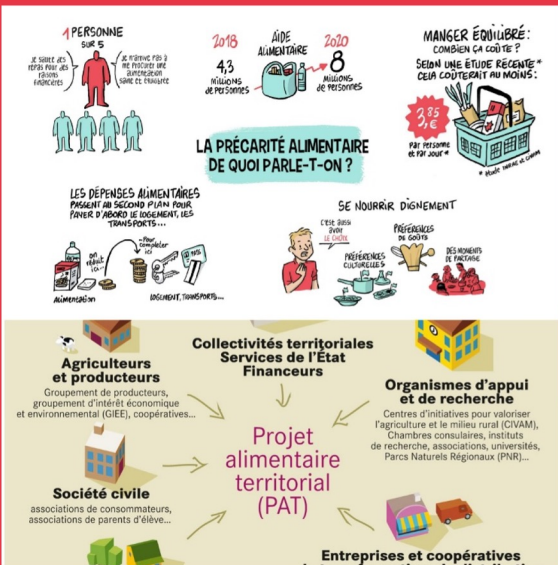 1 PERSONNE
SUR 5
JE SAUTE DES
REPAS POUR DES
RAISONS
FINANCIÈRES
JE N'ARRIVE PAS À
ME PROCURER UNE
ALIMENTATION
SAINE ET ÉQUILIBRÉE
2018
4,3
MILLIONS
de PERSONNES
AIDE
ALIMENTAIRE
2020
8
MILLIONS
de PERSONNES
MANGER ÉQUILIBRÉ:
COMBIEN ÇA COÛTE ?
SELON UNE ÉTUDE RÉCENTE*
CELA COÛTERAIT AU MOINS:
3,85
€
PAR PERSONNE
ET PAR JOUR*
LA PRÉCARITÉ ALIMENTAIRE
DE QUOI PARLE-T-ON ?
LES DÉPENSES ALIMENTAIRES
PASSENT AU SECOND PLAN POUR
PAYER D'ABORD LE LOGEMENT, LES
TRANSPORTS...
on
réduit
ici...
-Pour
compléter
ici
Alimentation
LOGEMENT, TRANSPORTS...
SE NOURRIR DIGNEMENT
C'EST AUSSI
avoir
LE CHOIX
PRÉFÉRENCES
DE GOÛTS
PRÉFÉRENCES
CULTURELLES
DES MOMENTS
DE PARTAGE
Agriculteurs
et producteurs
Groupement de producteurs,
groupement d'intérêt économique
et environnemental (GIEE), coopératives...
Collectivités territoriales
Services de l'État
Financeurs
Organismes d'appui
et de recherche
Centres d'initiatives pour valoriser
l'agriculture et le milieu rural (CIVAM),
Chambres consulaires, instituts
de recherche, associations, universités,
Parcs Naturels Régionaux (PNR)...
Projet
alimentaire
territorial
(PAT)
Société civile
associations de consommateurs,
associations de parents d'élève...
Entreprises et coopératives